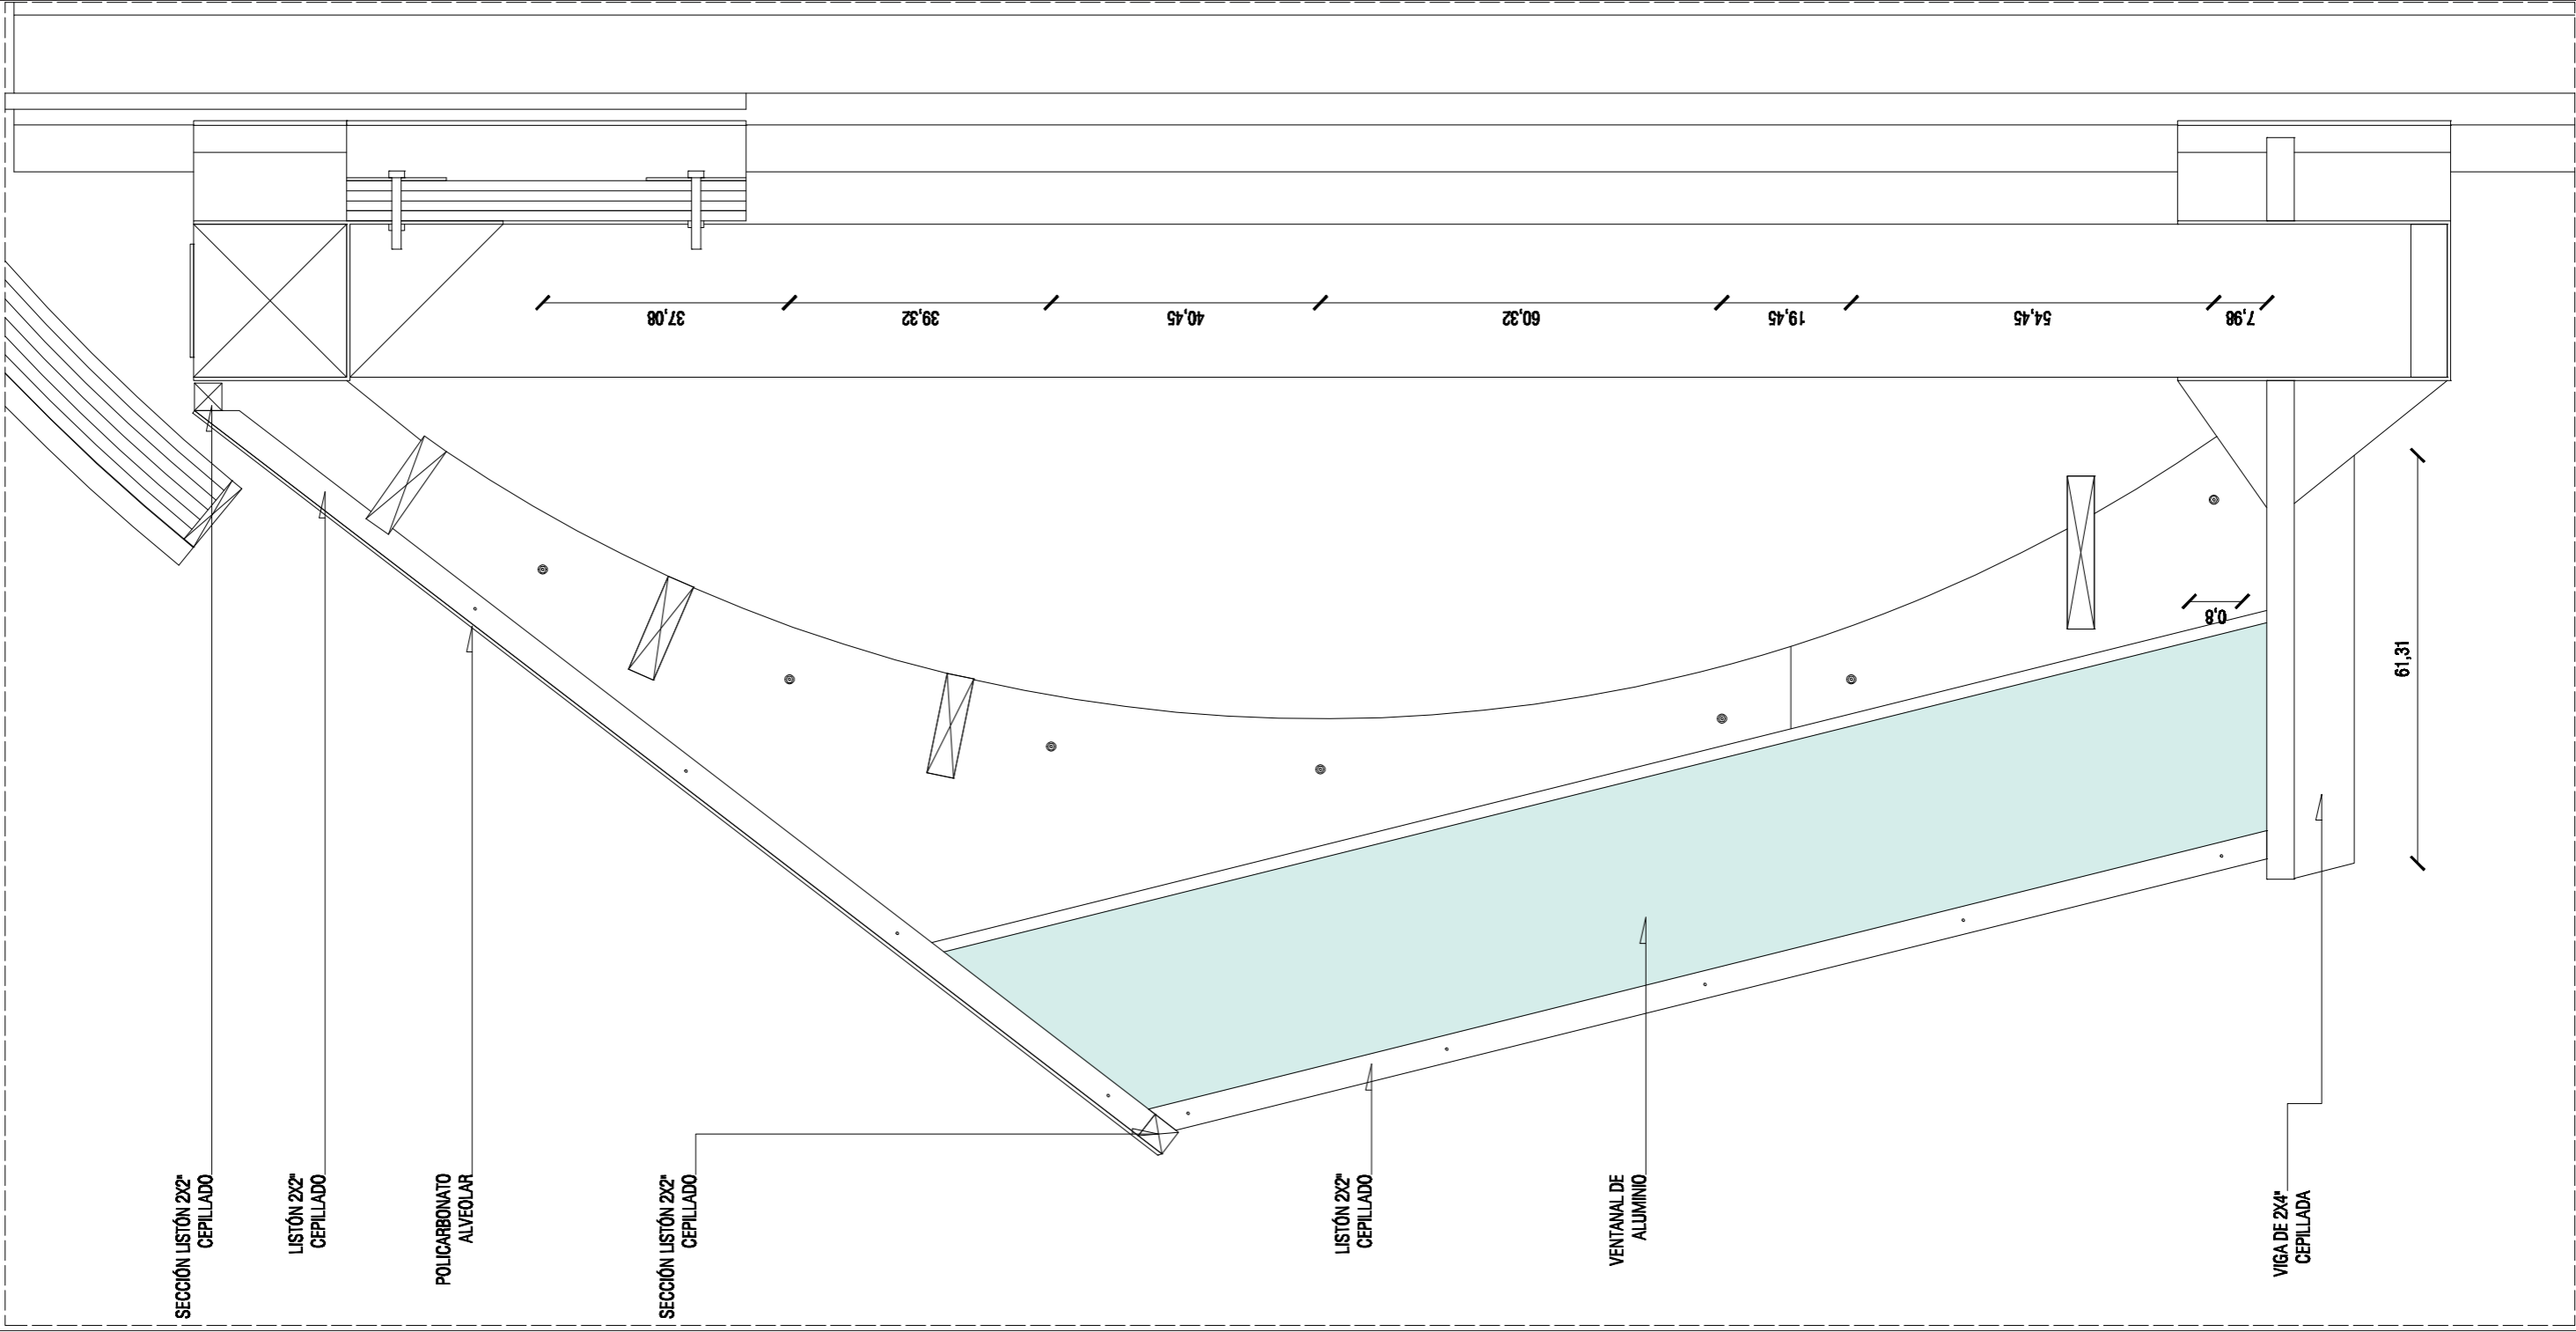 37,08
39,32
40,45
60,32
19,45
54,45
7,98
0,8
61,31
SECCIÓN LISTÓN 2X2"
CEPILLADO
LISTÓN 2X2"
CEPILLADO
POLICARBONATO
ALVEOLAR
SECCIÓN LISTÓN 2X2"
CEPILLADO
LISTÓN 2X2"
CEPILLADO
VENTANAL DE
ALUMINIO
VIGA DE 2X4"
CEPILLADA